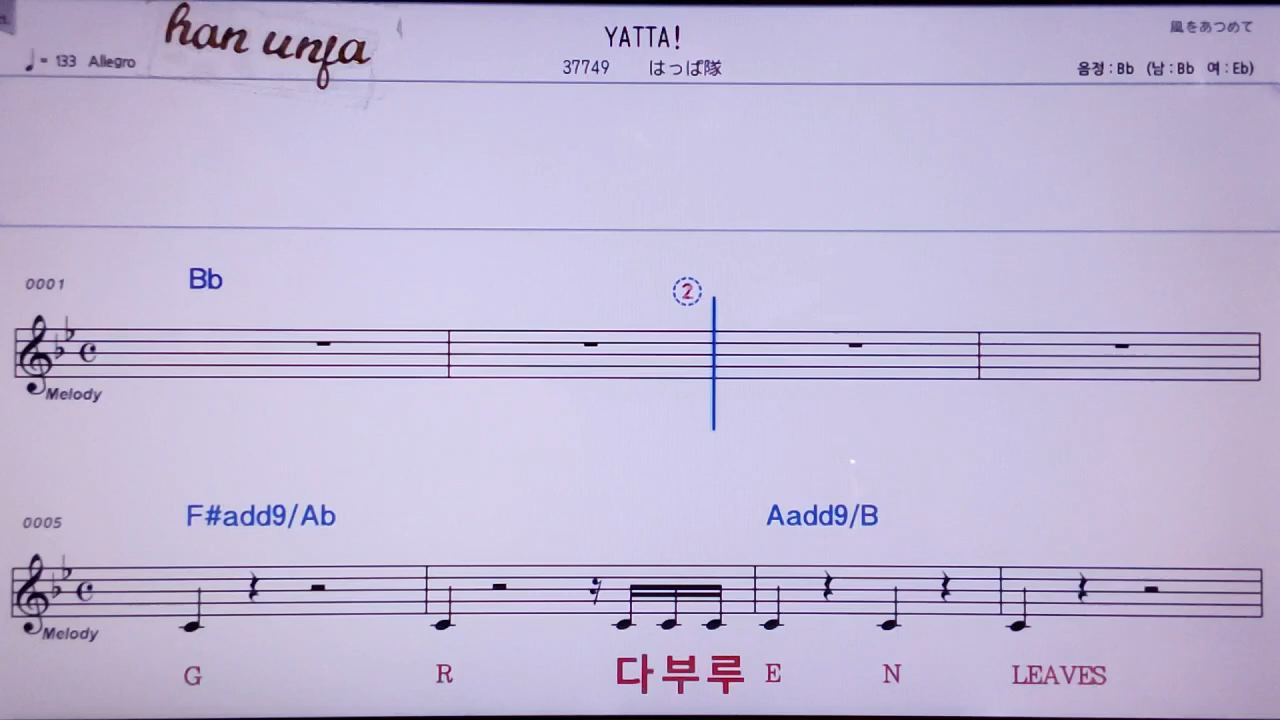 han unfa
YATTA!
風をあつめて
♩= 133 Allegro
37749 はっぱ隊
음정 : Bb (남 : Bb 여 : Eb)
0001 Bb ②
Melody
0005 F#add9/Ab Aadd9/B
Melody
G R 다부루 E N LEAVES